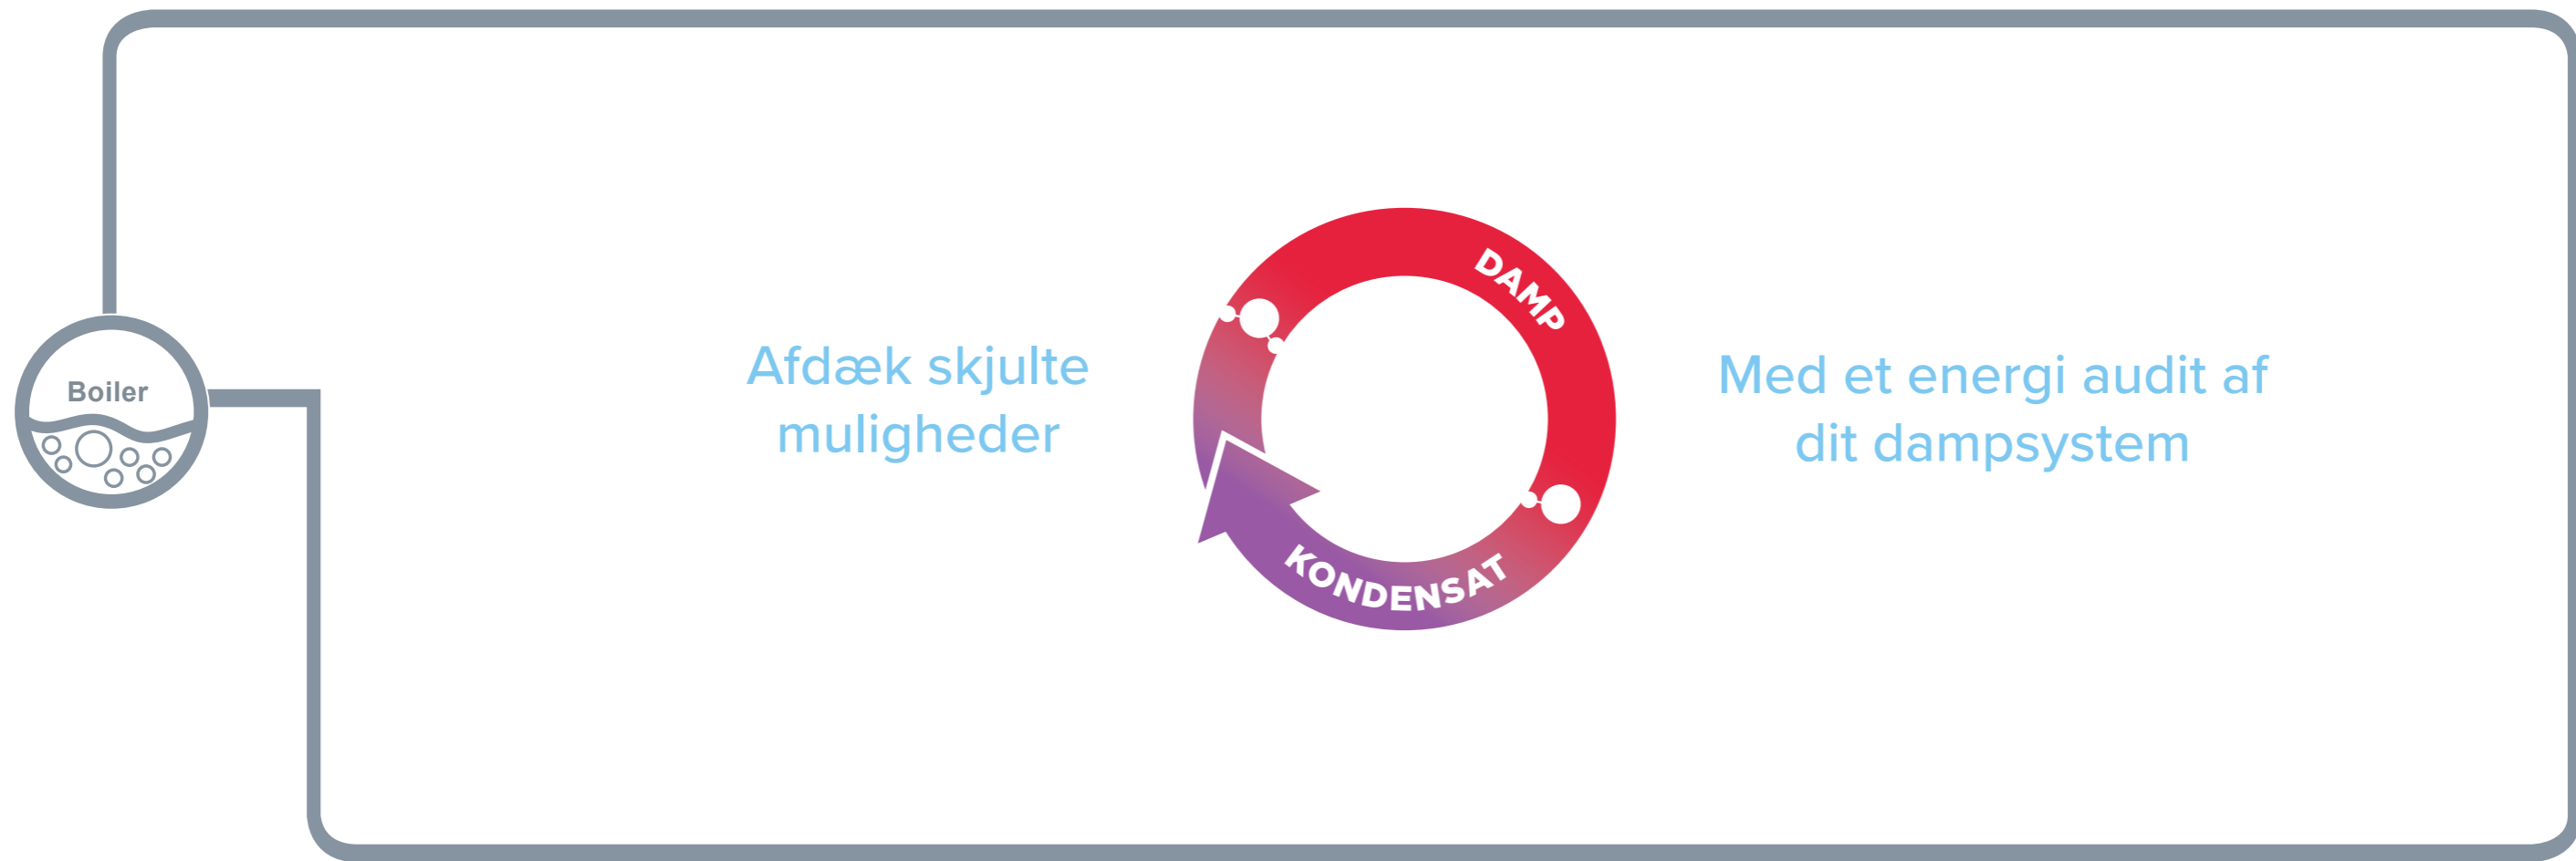 Boiler
Afdæk skjulte
muligheder
DAMP
KONDENSAT
Med et energi audit af
dit dampsystem